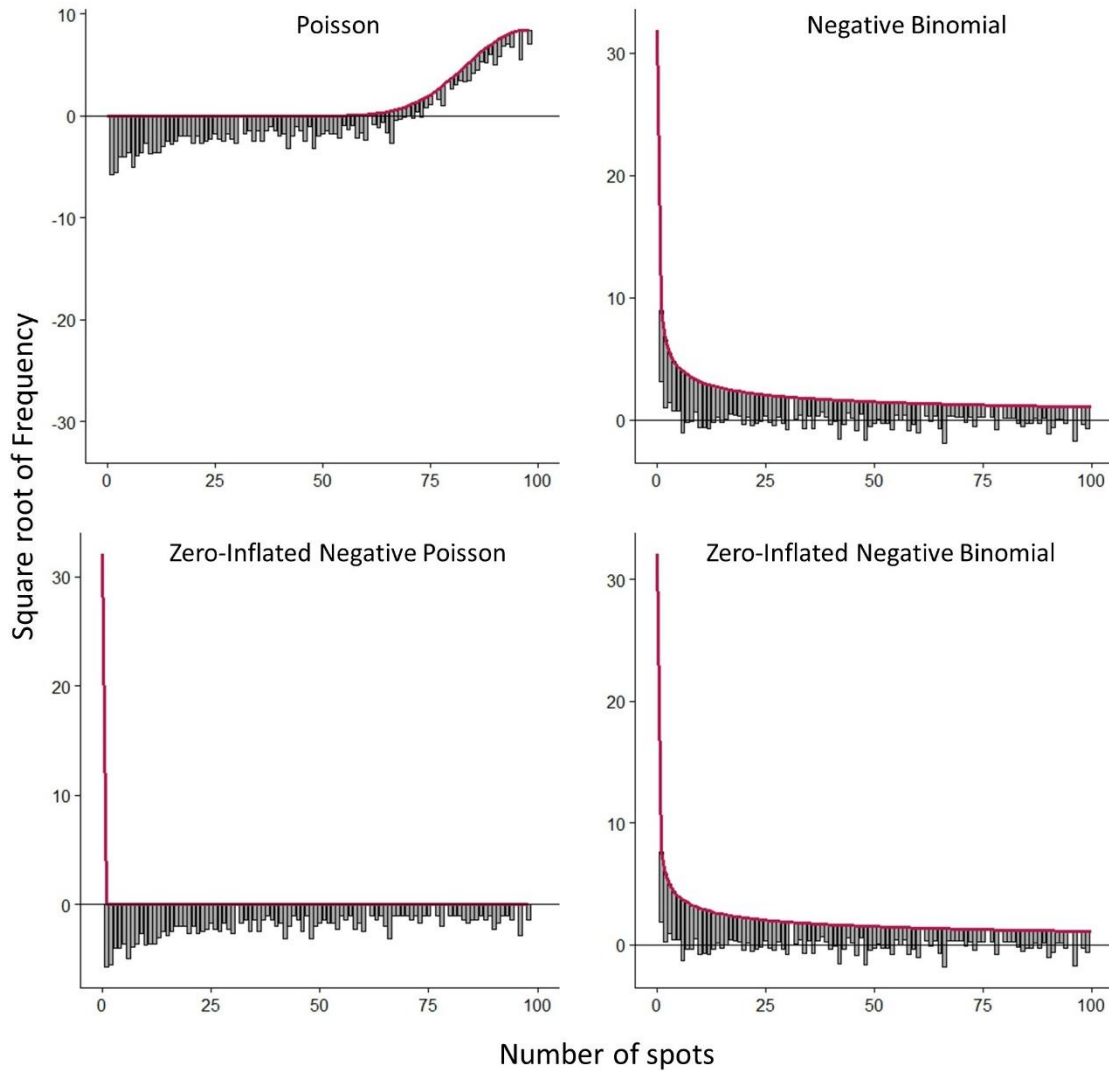 Poisson
10
0
-10
-20
-30
0 25 50 75 100
Negative Binomial
30
20
10
0
0 25 50 75 100
Square root of Frequency
Zero-Inflated Negative Poisson
30
20
10
0
0 25 50 75 100
Zero-Inflated Negative Binomial
30
20
10
0
0 25 50 75 100
Number of spots